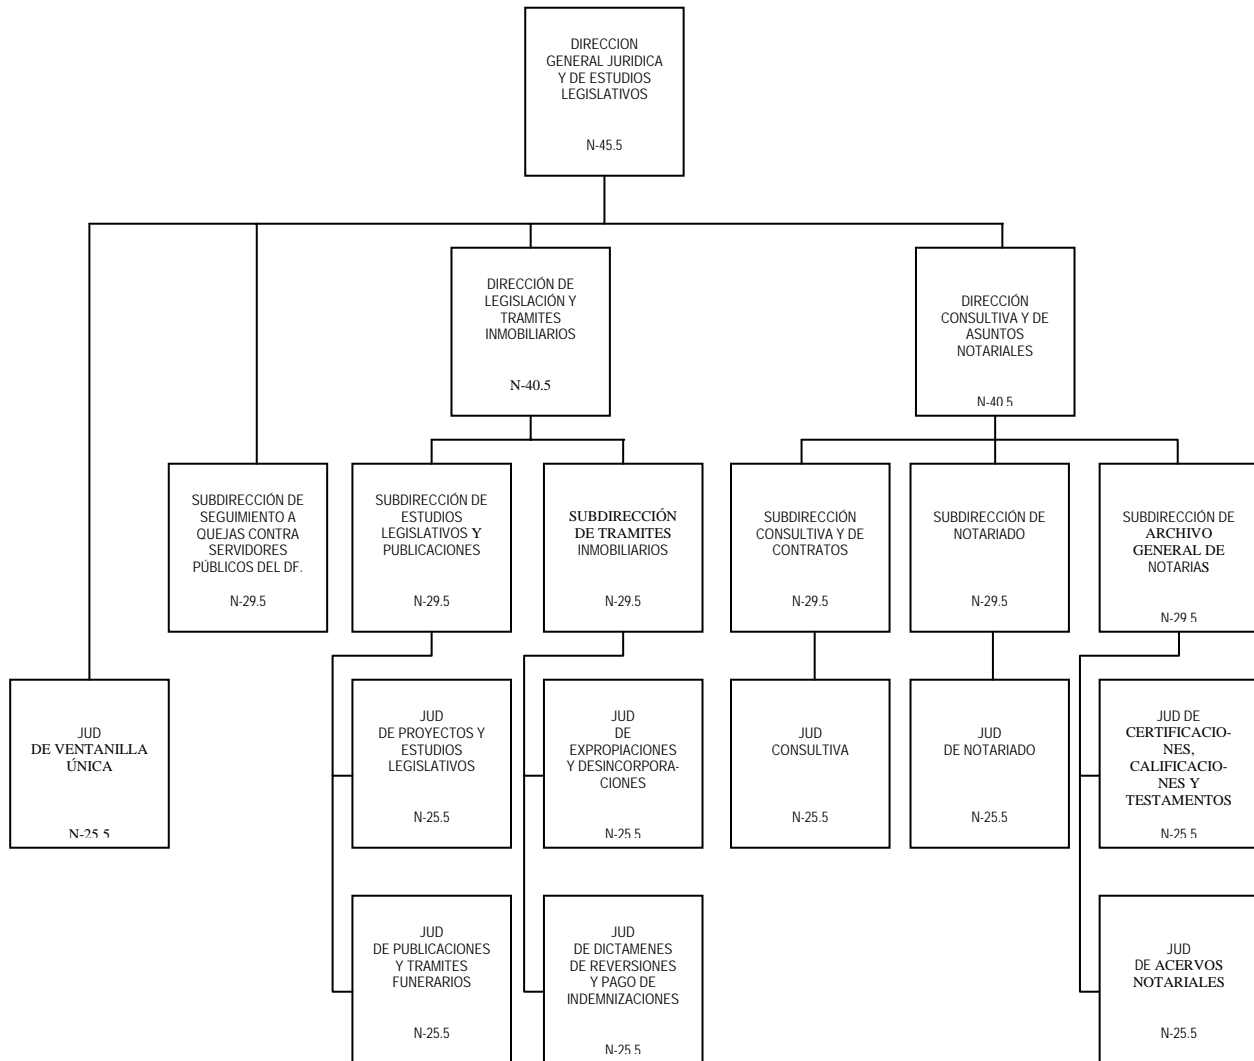 DIRECCION
GENERAL JURIDICA
Y DE ESTUDIOS
LEGISLATIVOS
N-45.5
DIRECCIÓN DE
LEGISLACIÓN Y
TRAMITES
INMOBILIARIOS
N-40.5
DIRECCIÓN
CONSULTIVA Y DE
ASUNTOS
NOTARIALES
N-40.5
SUBDIRECCIÓN DE
SEGUIMIENTO A
QUEJAS CONTRA
SERVIDORES
PÚBLICOS DEL DF.
N-29.5
SUBDIRECCIÓN DE
ESTUDIOS
LEGISLATIVOS Y
PUBLICACIONES
N-29.5
SUBDIRECCIÓN
DE TRAMITES
INMOBILIARIOS
N-29.5
SUBDIRECCIÓN
CONSULTIVA Y DE
CONTRATOS
N-29.5
SUBDIRECCIÓN DE
NOTARIADO
N-29.5
SUBDIRECCIÓN DE
ARCHIVO
GENERAL DE
NOTARIAS
N-29.5
JUD
DE VENTANILLA
ÚNICA
N-25.5
JUD
DE PROYECTOS Y
ESTUDIOS
LEGISLATIVOS
N-25.5
JUD
DE
EXPROPIACIONES
Y DESINCORPORA-
CIONES
N-25.5
JUD
CONSULTIVA
N-25.5
JUD
DE NOTARIADO
N-25.5
JUD DE
CERTIFICACIO-
NES,
CALIFICACIO-
NES Y
TESTAMENTOS
N-25.5
JUD
DE PUBLICACIONES
Y TRAMITES
FUNERARIOS
N-25.5
JUD
DE DICTAMENES
DE REVERSIONES
Y PAGO DE
INDEMNIZACIONES
N-25.5
JUD
DE ACERVOS
NOTARIALES
N-25.5